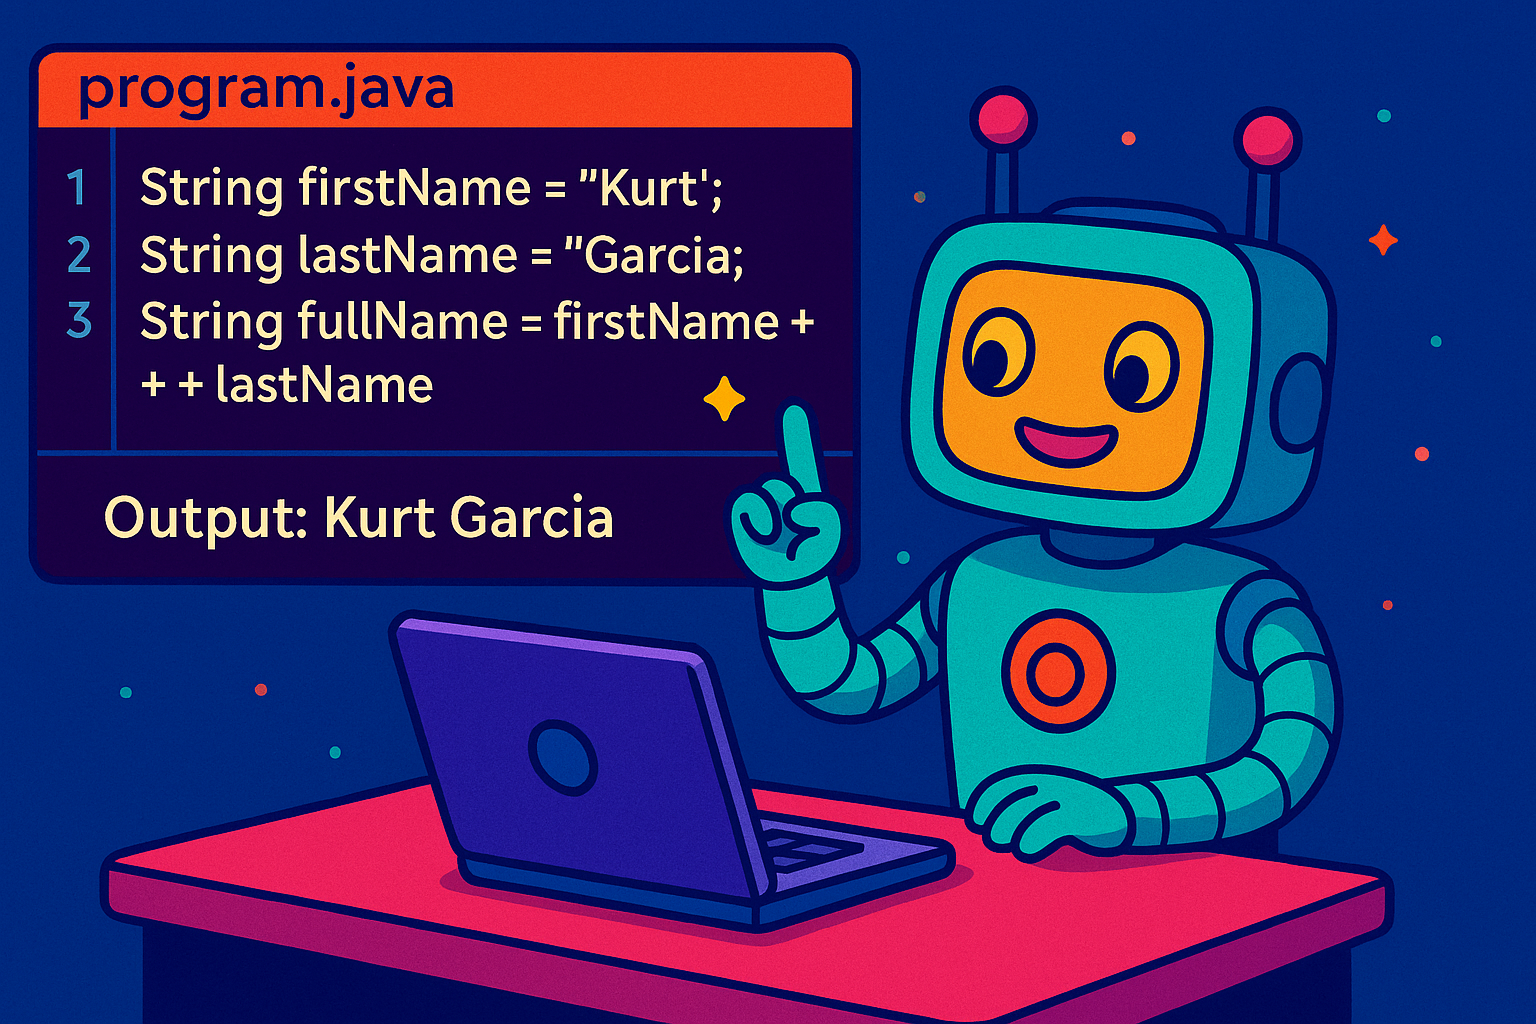 program.java
1 String firstName = "Kurt';
2 String lastName = "Garcia;
3 String fullName = firstName +
+ + lastName
Output: Kurt Garcia